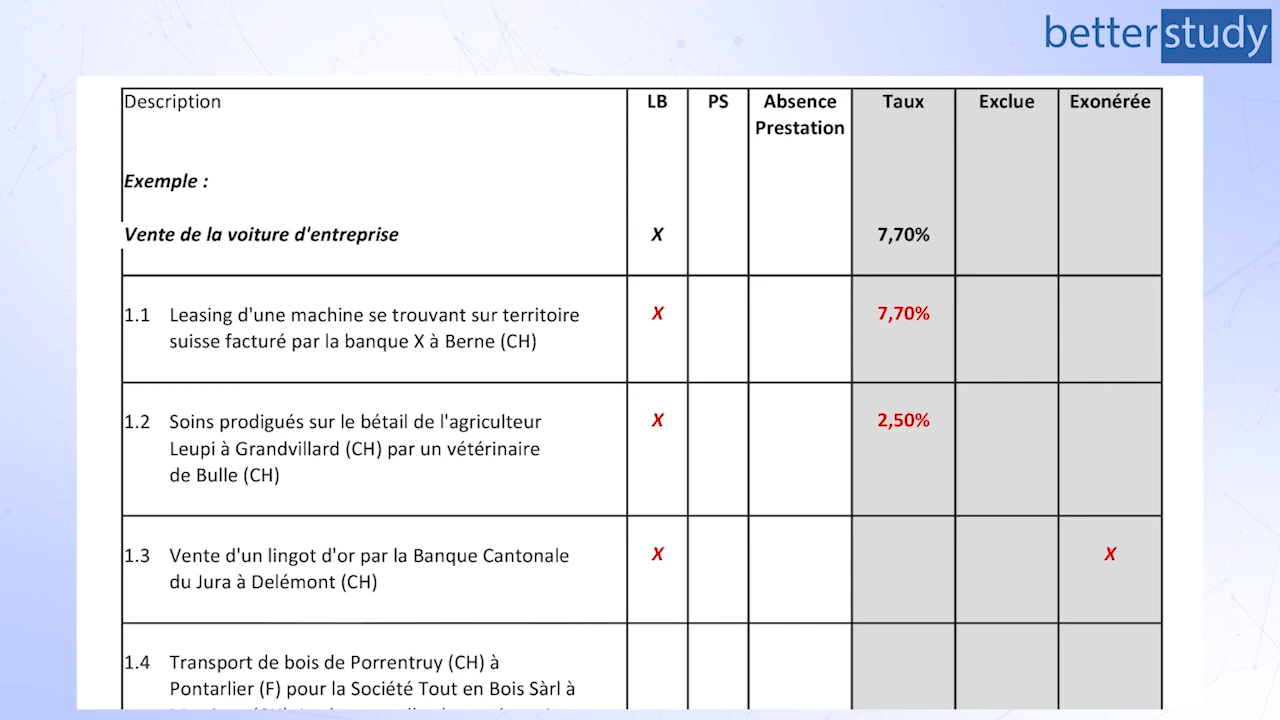 betterstudy
Description LB PS Absence Taux Exclue Exonérée
Prestation
Exemple :
Vente de la voiture d'entreprise X 7,70%
1.1 Leasing d'une machine se trouvant sur territoire X 7,70%
suisse facturé par la banque X à Berne (CH)
1.2 Soins prodigués sur le bétail de l'agriculteur X 2,50%
Leupi à Grandvillard (CH) par un vétérinaire
de Bulle (CH)
1.3 Vente d'un lingot d'or par la Banque Cantonale X X
du Jura à Delémont (CH)
1.4 Transport de bois de Porrentruy (CH) à
Pontarlier (F) pour la Société Tout en Bois Sàrl à